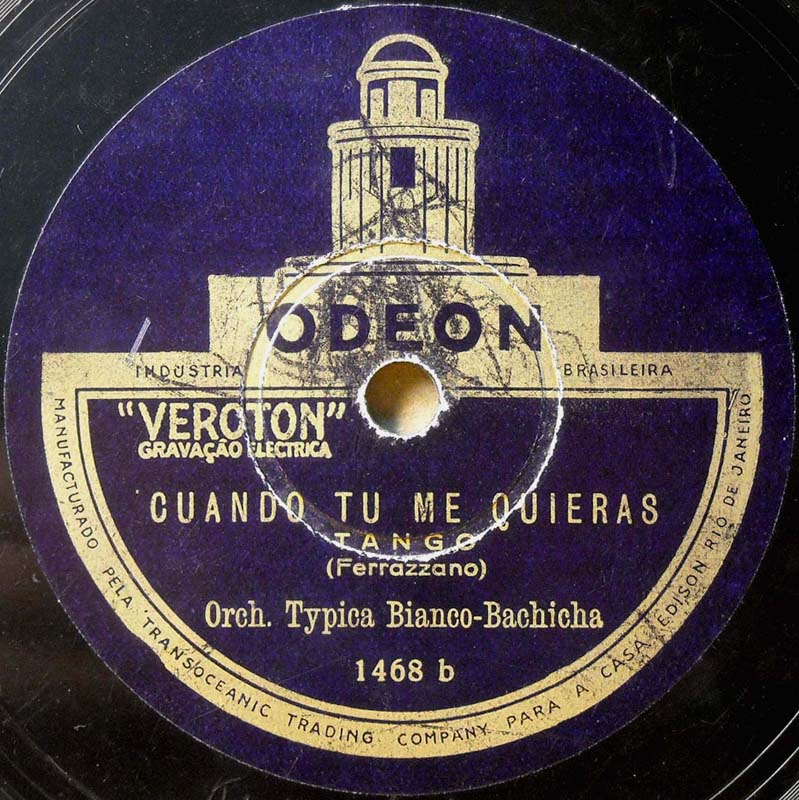 ODEON
INDUSTRIA BRASILEIRA
"VEROTON"
GRAVAÇÃO ELECTRICA
CUANDO TU ME QUIERAS
TANGO
(Ferrazzano)
Orch. Typica Bianco-Bachicha
1468 b
MANUFACTURADO PELA TRANSOCEANIC TRADING COMPANY PARA A CASA EDISON RIO DE JANEIRO